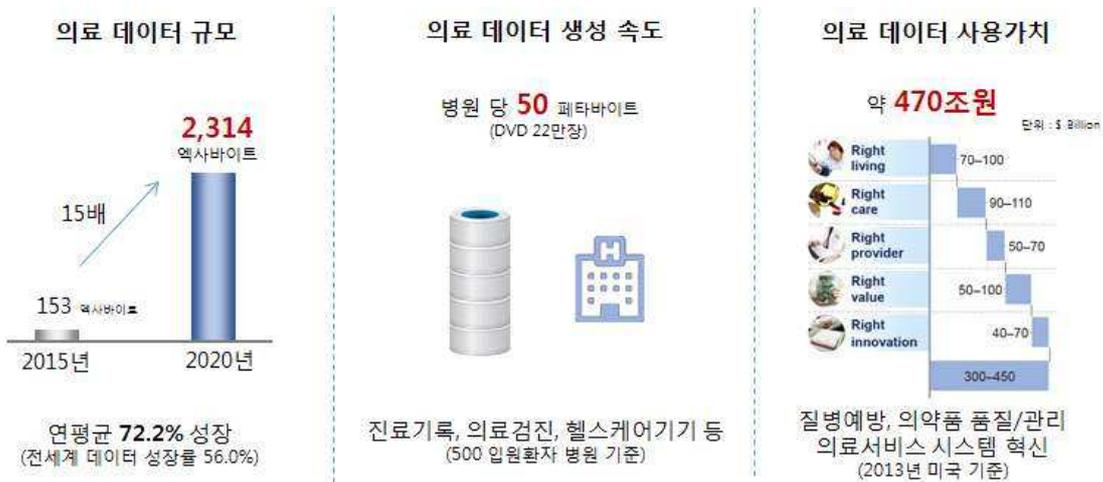 의료 데이터 규모
2,314
엑사바이트
15배
153 엑사바이트
2015년
2020년
연평균 72.2% 성장
(전세계 데이터 성장률 56.0%)
의료 데이터 생성 속도
병원 당 50 페타바이트
(DVD 22만장)
진료기록, 의료검진, 헬스케어기기 등
(500 입원환자 병원 기준)
의료 데이터 사용가치
약 470조원
단위 : $ Billion
Right
living
70–100
Right
care
90–110
Right
provider
50–70
Right
value
50–100
Right
innovation
40–70
300–450
질병예방, 의약품 품질/관리
의료서비스 시스템 혁신
(2013년 미국 기준)